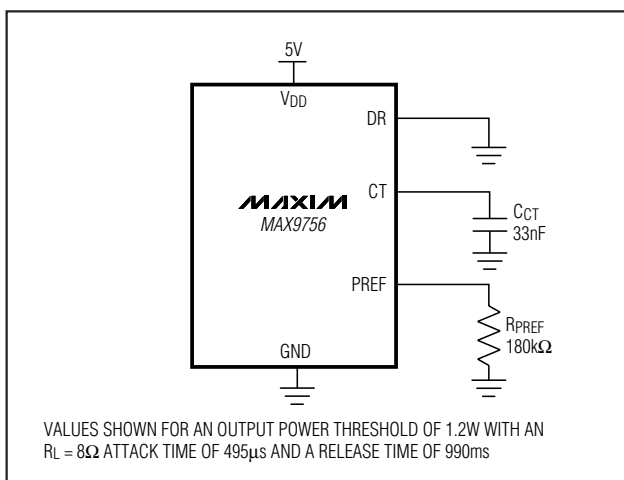 5V
VDD
DR
MAXIM
MAX9756
CT
CCT
33nF
PREF
RPREF
180kΩ
GND
VALUES SHOWN FOR AN OUTPUT POWER THRESHOLD OF 1.2W WITH AN
RL = 8Ω ATTACK TIME OF 495µs AND A RELEASE TIME OF 990ms